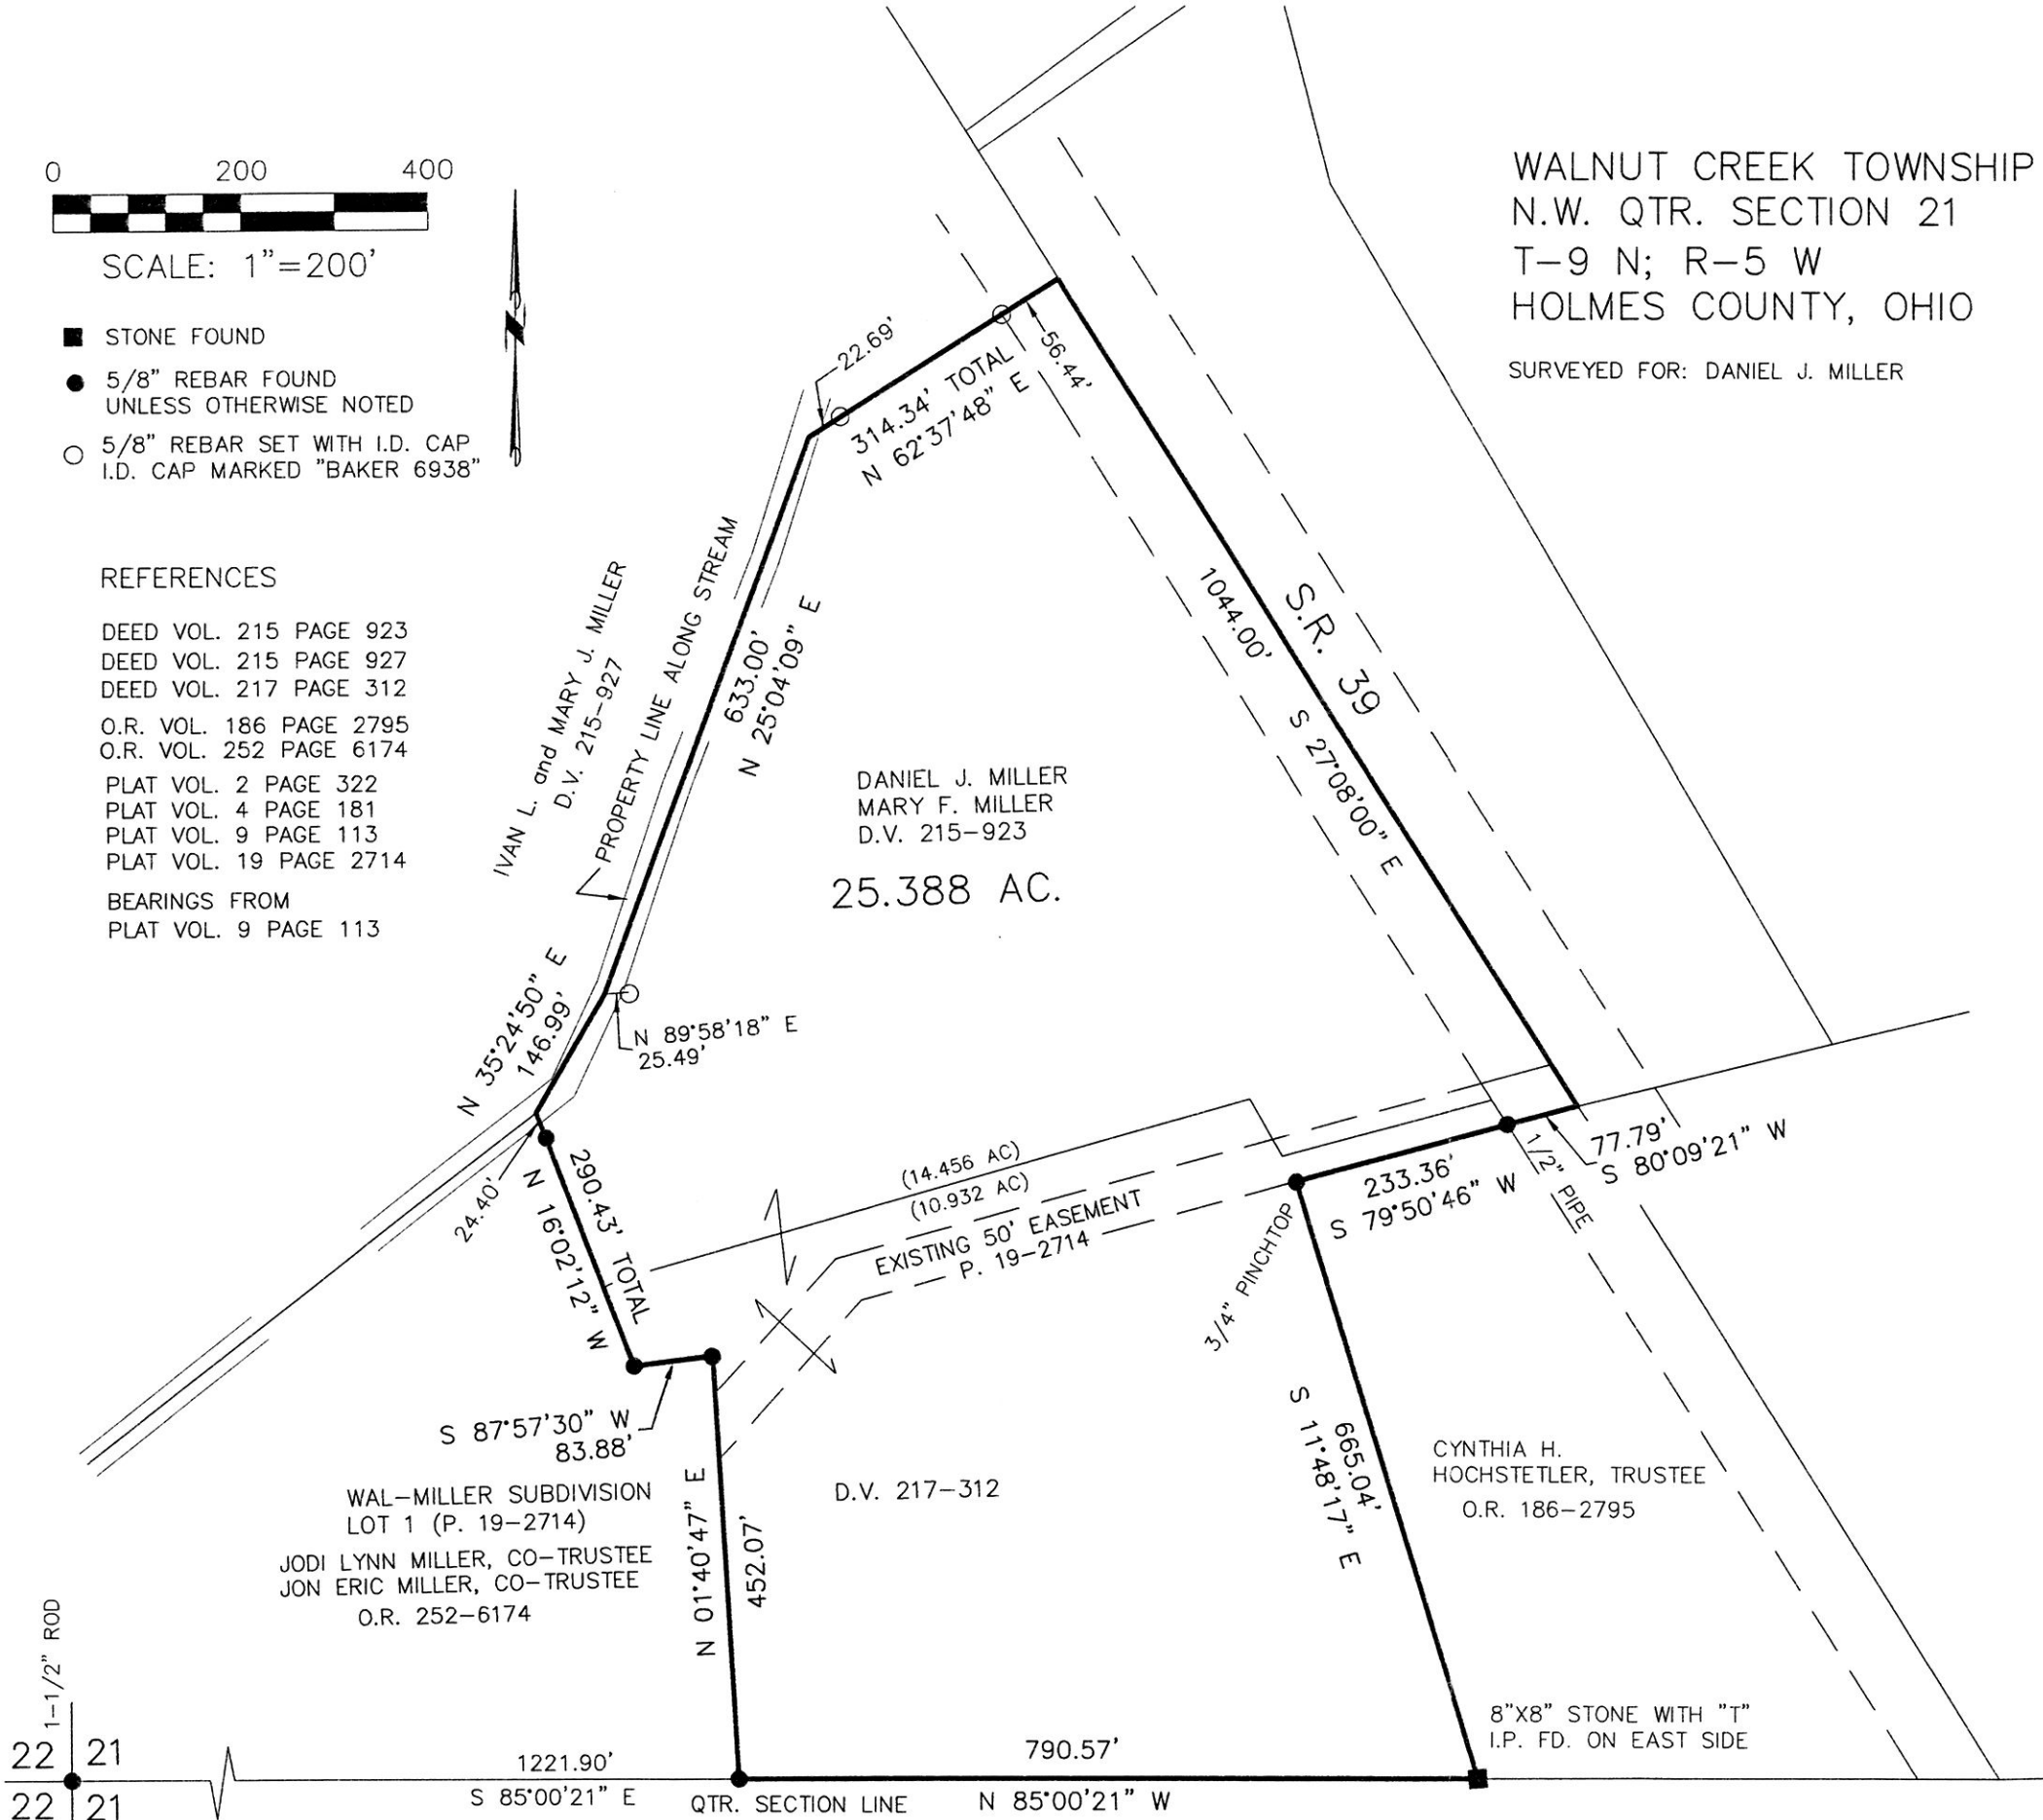 0 200 400
SCALE: 1"=200'
■ STONE FOUND
● 5/8" REBAR FOUND
UNLESS OTHERWISE NOTED
○ 5/8" REBAR SET WITH I.D. CAP
I.D. CAP MARKED "BAKER 6938"
REFERENCES
DEED VOL. 215 PAGE 923
DEED VOL. 215 PAGE 927
DEED VOL. 217 PAGE 312
O.R. VOL. 186 PAGE 2795
O.R. VOL. 252 PAGE 6174
PLAT VOL. 2 PAGE 322
PLAT VOL. 4 PAGE 181
PLAT VOL. 9 PAGE 113
PLAT VOL. 19 PAGE 2714
BEARINGS FROM
PLAT VOL. 9 PAGE 113
WALNUT CREEK TOWNSHIP
N.W. QTR. SECTION 21
T-9 N; R-5 W
HOLMES COUNTY, OHIO
SURVEYED FOR: DANIEL J. MILLER
22.69'
314.34' TOTAL
N 62°37'48" E
56.44'
1044.00'
S 27°08'00" E
S.R. 39
IVAN L. and MARY J. MILLER
D.V. 215-927
PROPERTY LINE ALONG STREAM
633.00'
N 25°04'09" E
DANIEL J. MILLER
MARY F. MILLER
D.V. 215-923
25.388 AC.
N 35°24'50" E
146.99'
N 89°58'18" E
25.49'
24.40'
290.43' TOTAL
N 16°02'12" W
(14.456 AC)
(10.932 AC)
EXISTING 50' EASEMENT
P. 19-2714
233.36'
S 79°50'46" W
77.79'
S 80°09'21" W
1/2" PIPE
3/4" PINCHTOP
S 87°57'30" W
83.88'
WAL-MILLER SUBDIVISION
LOT 1 (P. 19-2714)
JODI LYNN MILLER, CO-TRUSTEE
JON ERIC MILLER, CO-TRUSTEE
O.R. 252-6174
N 01°40'47" E
452.07'
D.V. 217-312
665.04'
S 11°48'17" E
CYNTHIA H.
HOCHSTETLER, TRUSTEE
O.R. 186-2795
8"X8" STONE WITH "T"
I.P. FD. ON EAST SIDE
1-1/2" ROD
22 21
22 21
1221.90'
S 85°00'21" E
QTR. SECTION LINE
790.57'
N 85°00'21" W